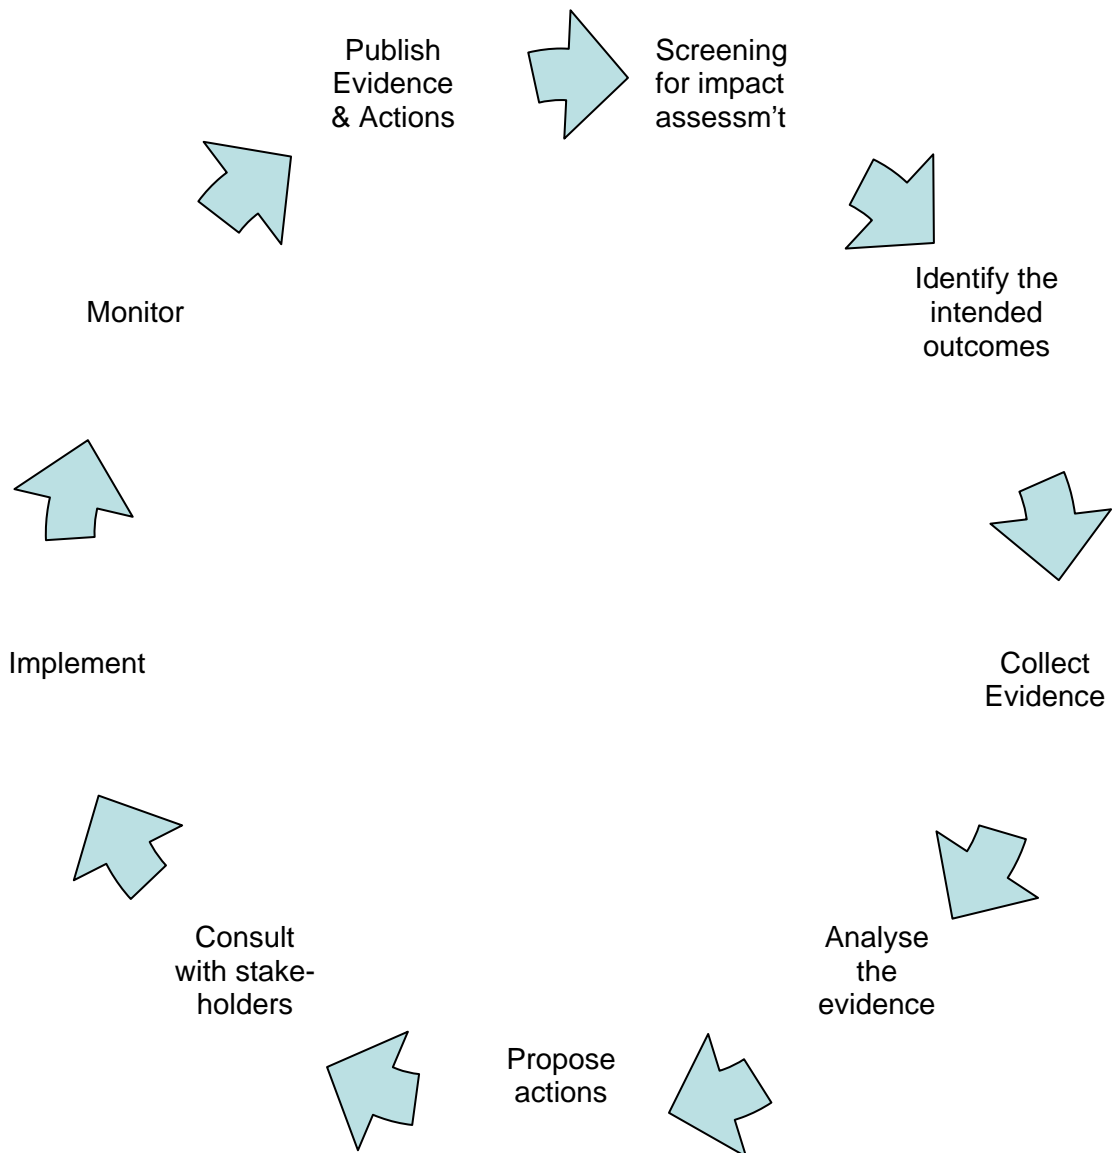 Publish
Evidence
& Actions
Screening
for impact
assessm’t
Identify the
intended
outcomes
Collect
Evidence
Analyse
the
evidence
Propose
actions
Consult
with stake-
holders
Implement
Monitor